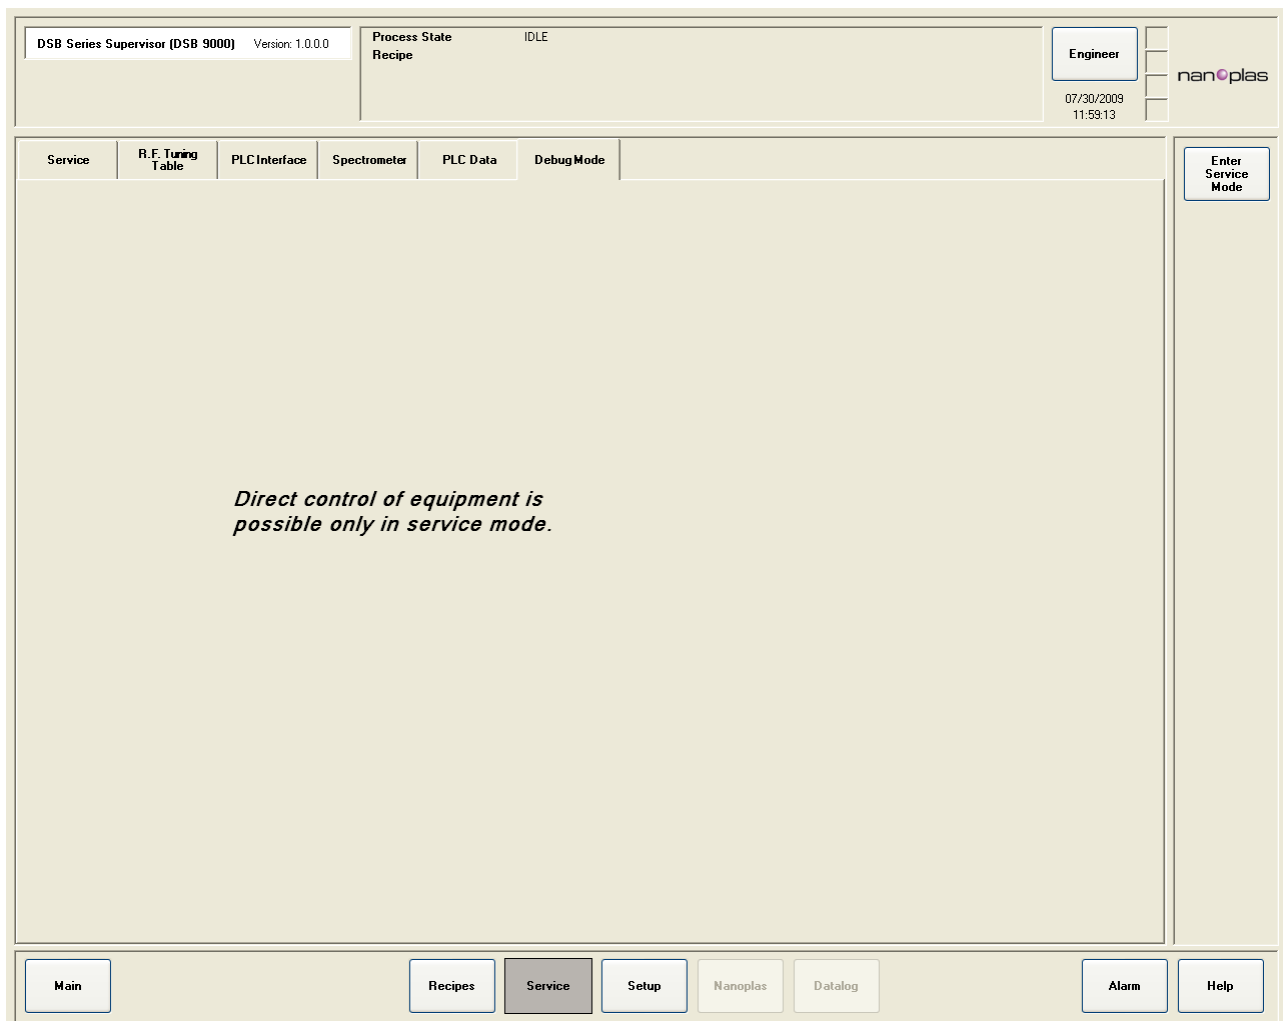 DSB Series Supervisor (DSB 9000) Version: 1.0.0.0
Process State IDLE
Recipe
Engineer
07/30/2009
11:59:13
nanoplas
Service
R.F. Tuning
Table
PLC Interface
Spectrometer
PLC Data
Debug Mode
Enter
Service
Mode
Direct control of equipment is
possible only in service mode.
Main
Recipes
Service
Setup
Nanoplas
Datalog
Alarm
Help